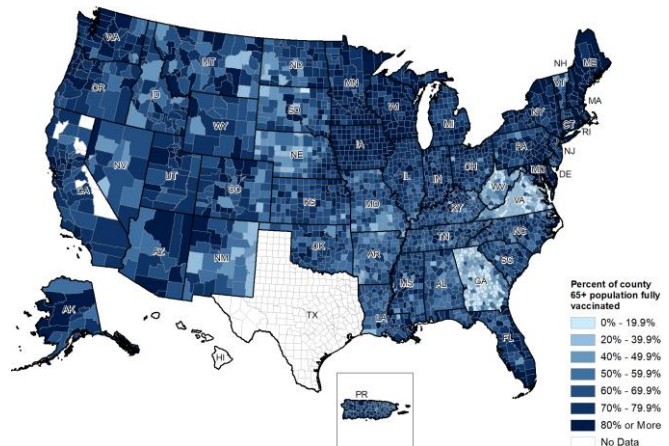 WA
MT
ND
MN
ME
NH
VT
OR
ID
SD
WI
NY
MA
WY
MI
CT
RI
NE
IA
PA
NJ
NV
OH
MD
DE
UT
IL
IN
CA
CO
WV
VA
KS
MO
KY
NC
TN
AZ
OK
NM
AR
SC
MS
AL
GA
TX
LA
AK
FL
HI
PR
Percent of county
65+ population fully
vaccinated
0% - 19.9%
20% - 39.9%
40% - 49.9%
50% - 59.9%
60% - 69.9%
70% - 79.9%
80% or More
No Data